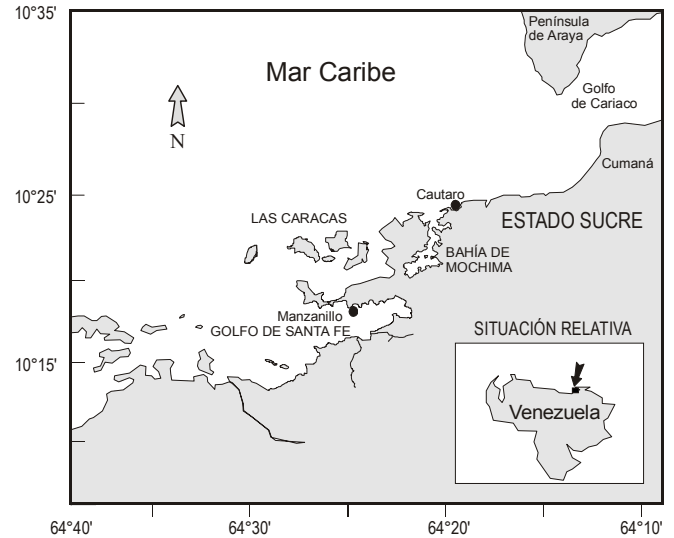 10°35'
Península
de Araya
Mar Caribe
Golfo
de Cariaco
N
Cumaná
Cautaro
10°25'
LAS CARACAS
ESTADO SUCRE
BAHÍA DE
MOCHIMA
Manzanillo
GOLFO DE SANTA FE
SITUACIÓN RELATIVA
10°15'
Venezuela
64°40'
64°30'
64°20'
64°10'